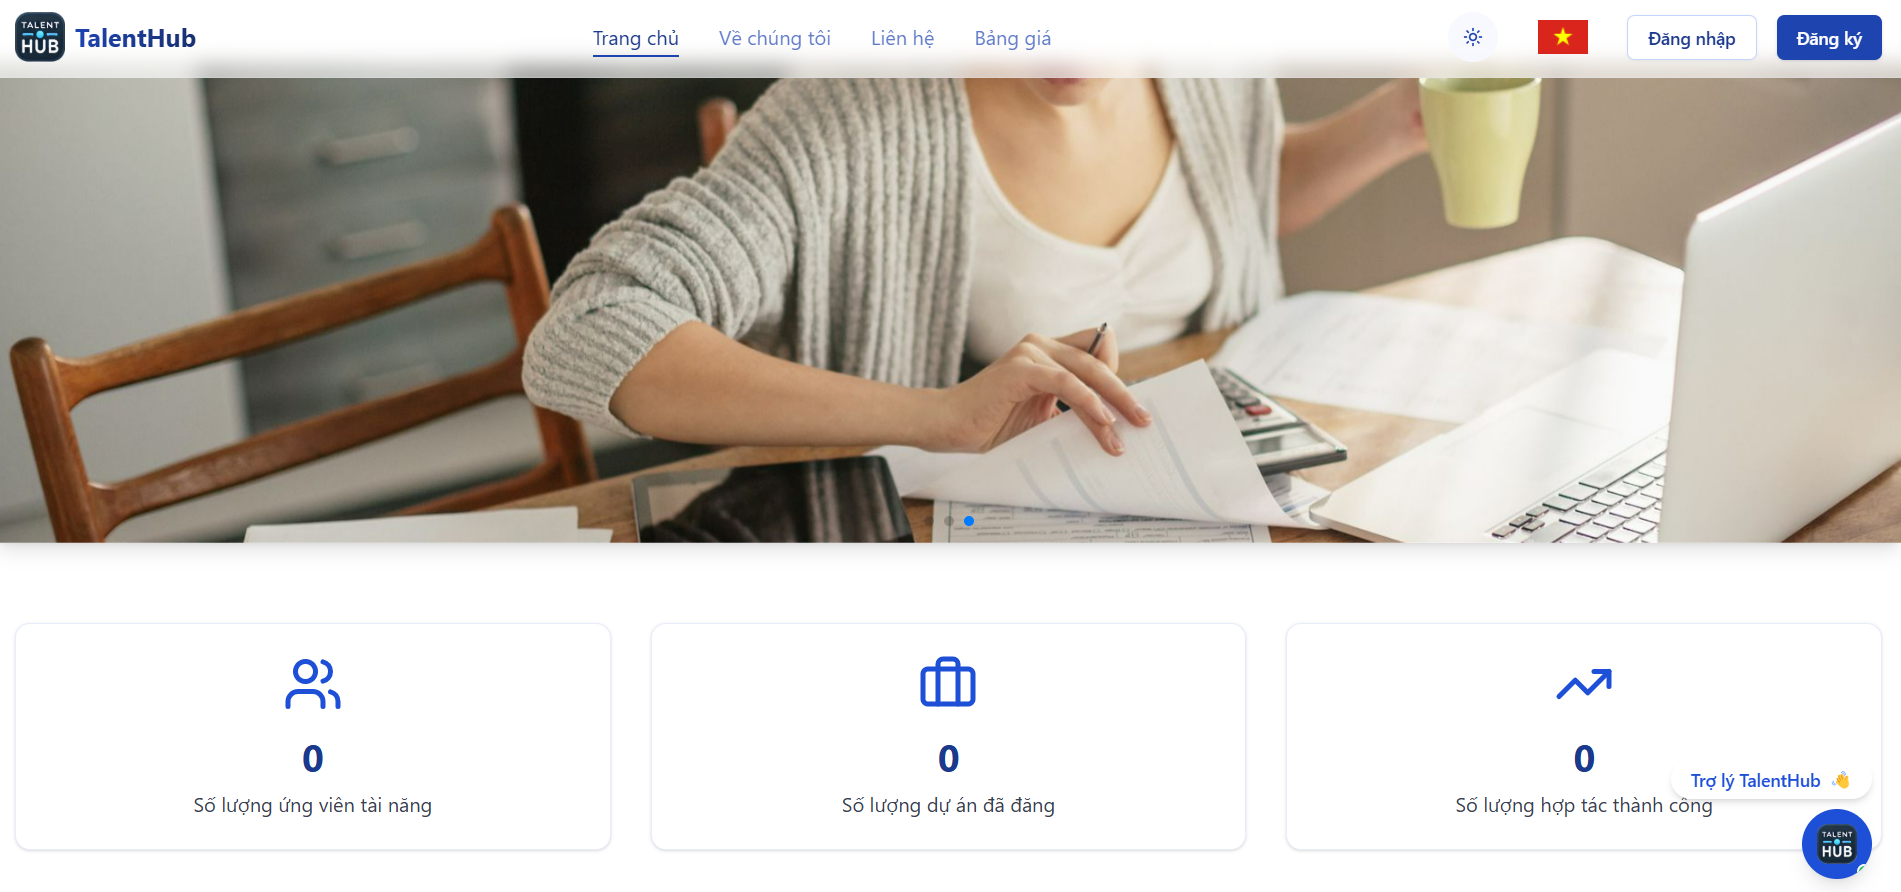 TALENT
HUB
TalentHub
Trang chủ
Về chúng tôi
Liên hệ
Bảng giá
Đăng nhập
Đăng ký
0
Số lượng ứng viên tài năng
0
Số lượng dự án đã đăng
0
Số lượng hợp tác thành công
Trợ lý TalentHub 👋
TALENT
HUB